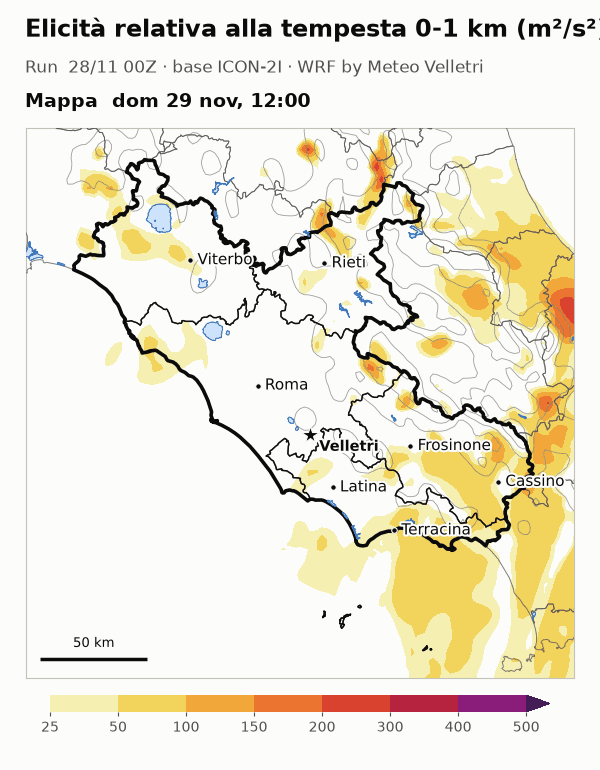 Elicità relativa alla tempesta 0-1 km (m²/s²)
Run  28/11 00Z · base ICON-2I · WRF by Meteo Velletri
Mappa  dom 29 nov, 12:00
Viterbo
Rieti
Roma
Velletri
Frosinone
Cassino
Latina
Terracina
50 km
25 50 100 150 200 300 400 500